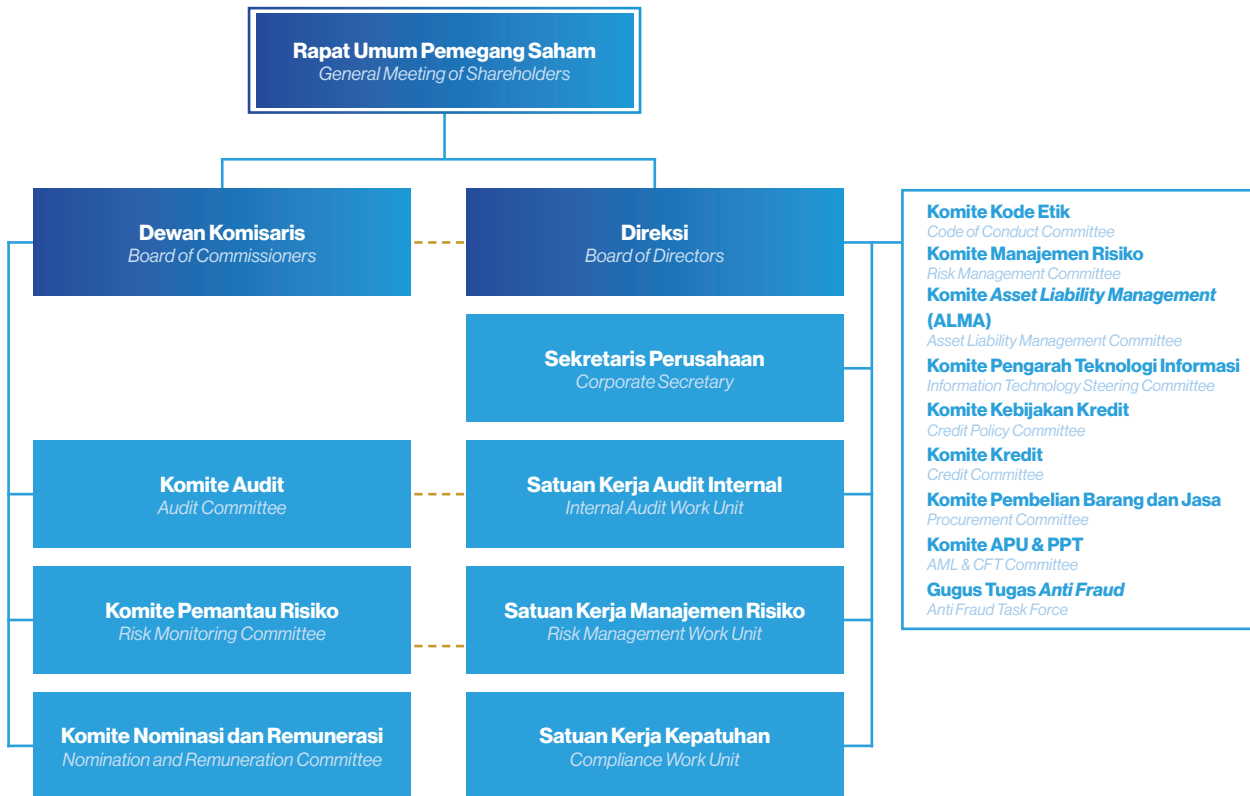 Rapat Umum Pemegang Saham
General Meeting of Shareholders
Dewan Komisaris
Board of Commissioners
Direksi
Board of Directors
Sekretaris Perusahaan
Corporate Secretary
Komite Audit
Audit Committee
Satuan Kerja Audit Internal
Internal Audit Work Unit
Komite Pemantau Risiko
Risk Monitoring Committee
Satuan Kerja Manajemen Risiko
Risk Management Work Unit
Komite Nominasi dan Remunerasi
Nomination and Remuneration Committee
Satuan Kerja Kepatuhan
Compliance Work Unit
Komite Kode Etik
Code of Conduct Committee
Komite Manajemen Risiko
Risk Management Committee
Komite Asset Liability Management
(ALMA)
Asset Liability Management Committee
Komite Pengarah Teknologi Informasi
Information Technology Steering Committee
Komite Kebijakan Kredit
Credit Policy Committee
Komite Kredit
Credit Committee
Komite Pembelian Barang dan Jasa
Procurement Committee
Komite APU & PPT
AML & CFT Committee
Gugus Tugas Anti Fraud
Anti Fraud Task Force